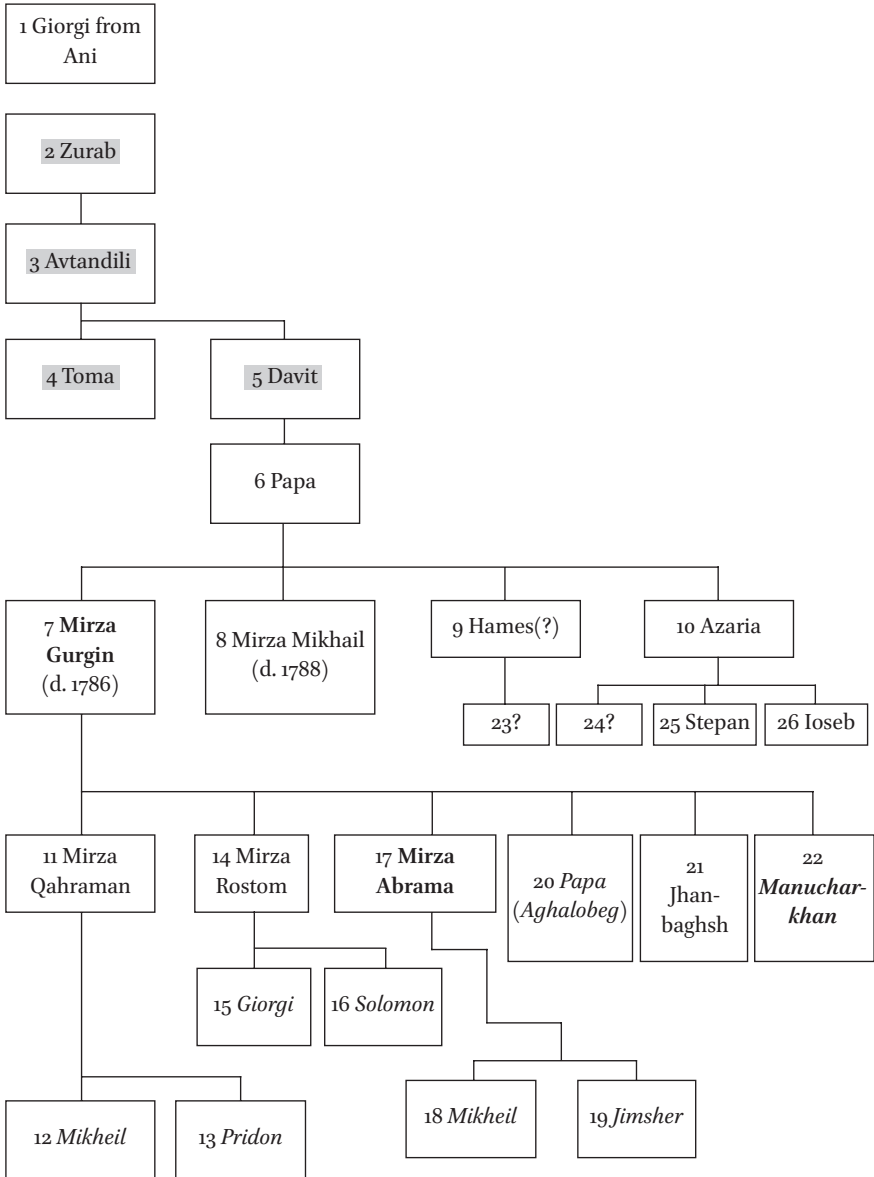 1 Giorgi from
Ani
2 Zurab
3 Avtandili
4 Toma
5 Davit
6 Papa
7 Mirza
Gurgin
(d. 1786)
8 Mirza Mikhail
(d. 1788)
9 Hames(?)
10 Azaria
23?
24?
25 Stepan
26 Ioseb
11 Mirza
Qahraman
14 Mirza
Rostom
17 Mirza
Abrama
20 Papa
(Aghalobeg)
21
Jhan-
baghsh
22
Manuchar-
khan
15 Giorgi
16 Solomon
12 Mikheil
13 Pridon
18 Mikheil
19 Jimsher